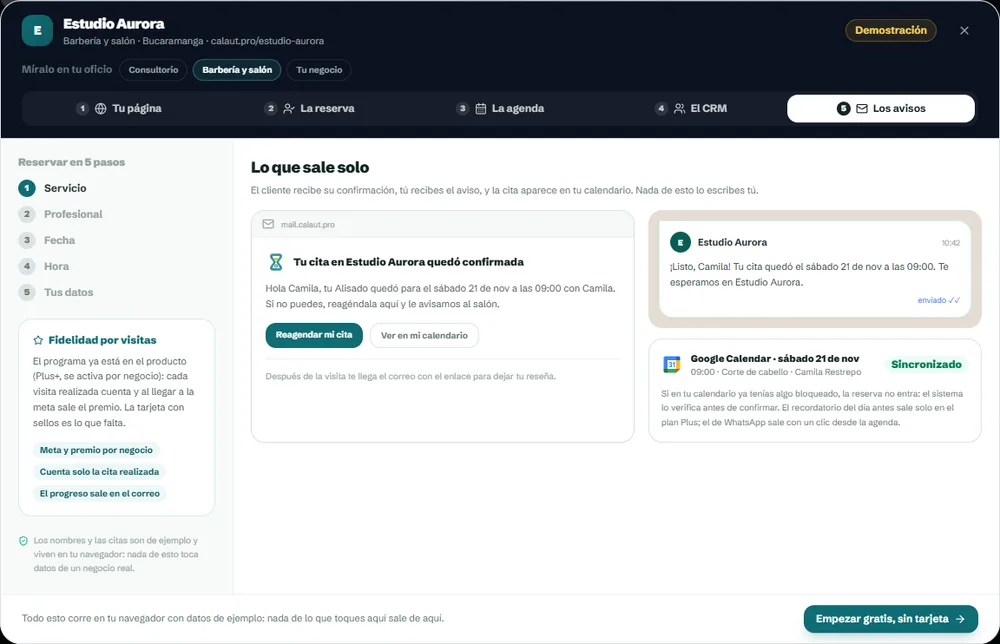 E
Estudio Aurora
Barbería y salón · Bucaramanga · calaut.pro/estudio-aurora
Demostración
Míralo en tu oficio
Consultorio
Barbería y salón
Tu negocio
1 Tu página
2 La reserva
3 La agenda
4 El CRM
5 Los avisos
Reservar en 5 pasos
1 Servicio
2 Profesional
3 Fecha
4 Hora
5 Tus datos
Fidelidad por visitas
El programa ya está en el producto
(Plus+, se activa por negocio): cada
visita realizada cuenta y al llegar a la
meta sale el premio. La tarjeta con
sellos es lo que falta.
Meta y premio por negocio
Cuenta solo la cita realizada
El progreso sale en el correo
Los nombres y las citas son de ejemplo y
viven en tu navegador: nada de esto toca
datos de un negocio real.
Lo que sale solo
El cliente recibe su confirmación, tú recibes el aviso, y la cita aparece en tu calendario. Nada de esto lo escribes tú.
mail.calaut.pro
Tu cita en Estudio Aurora quedó confirmada
Hola Camila, tu Alisado quedó para el sábado 21 de nov a las 09:00 con Camila.
Si no puedes, reagéndala aquí y le avisamos al salón.
Reagendar mi cita
Ver en mi calendario
Después de la visita te llega el correo con el enlace para dejar tu reseña.
E
Estudio Aurora
10:42
¡Listo, Camila! Tu cita quedó el sábado 21 de nov a las 09:00. Te
esperamos en Estudio Aurora.
enviado ✓✓
31
Google Calendar · sábado 21 de nov
09:00 · Corte de cabello · Camila Restrepo
Sincronizado
Si en tu calendario ya tenías algo bloqueado, la reserva no entra: el sistema
lo verifica antes de confirmar. El recordatorio del día antes sale solo en el
plan Plus; el de WhatsApp sale con un clic desde la agenda.
Todo esto corre en tu navegador con datos de ejemplo: nada de lo que toques aquí sale de aquí.
Empezar gratis, sin tarjeta →